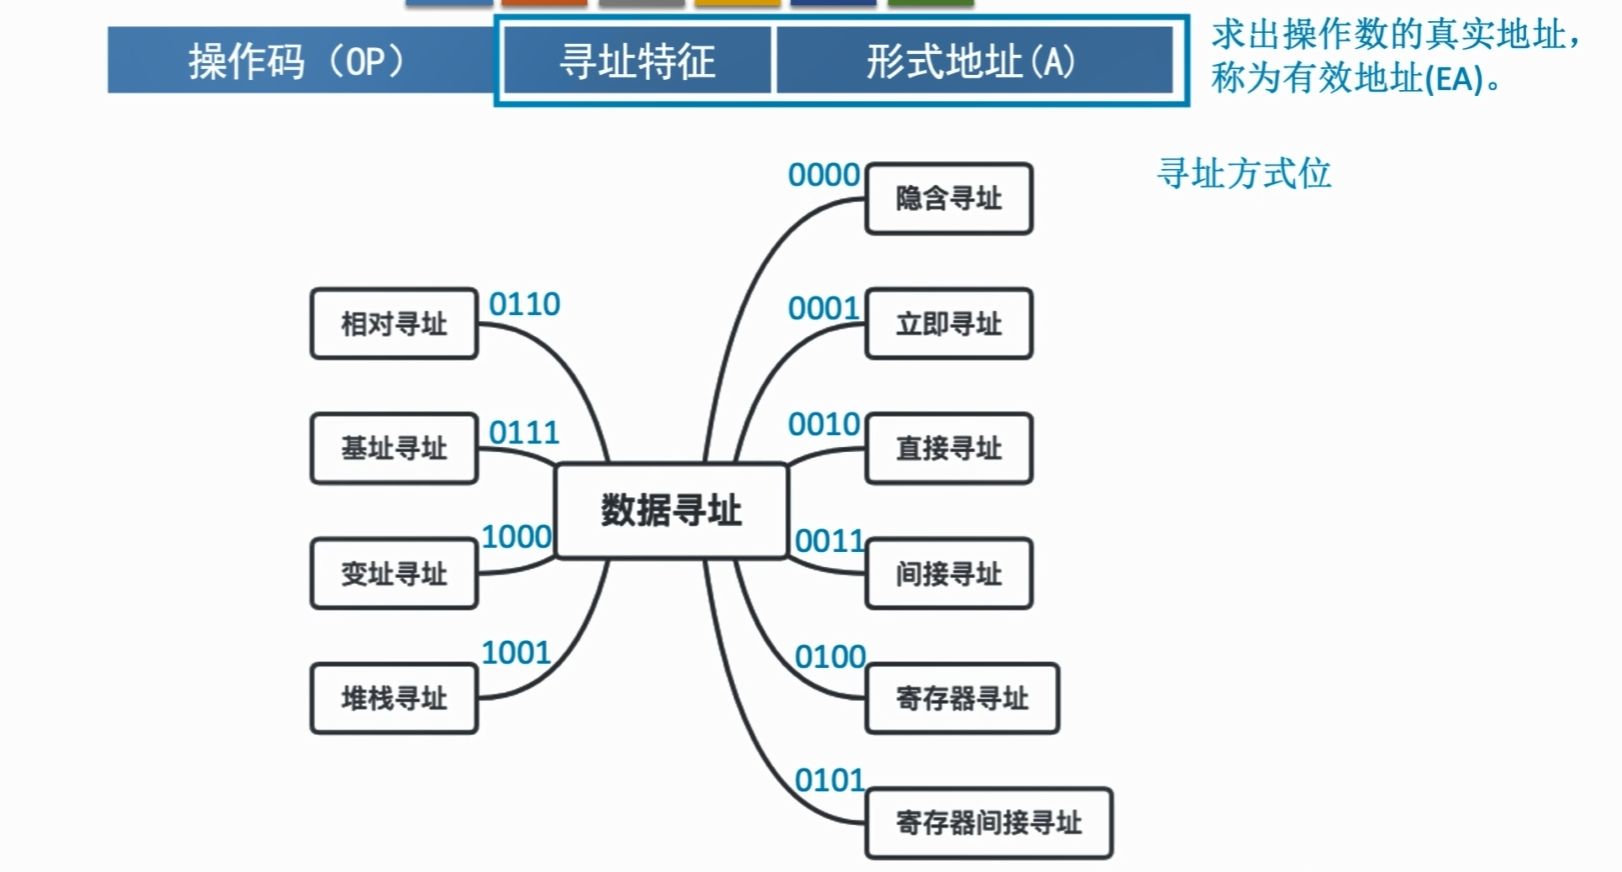 操作码（OP）
寻址特征
形式地址(A)
求出操作数的真实地址，
称为有效地址(EA)。
寻址方式位
0000
隐含寻址
0001
立即寻址
0010
直接寻址
0011
间接寻址
0100
寄存器寻址
0101
寄存器间接寻址
数据寻址
相对寻址
0110
基址寻址
0111
变址寻址
1000
堆栈寻址
1001